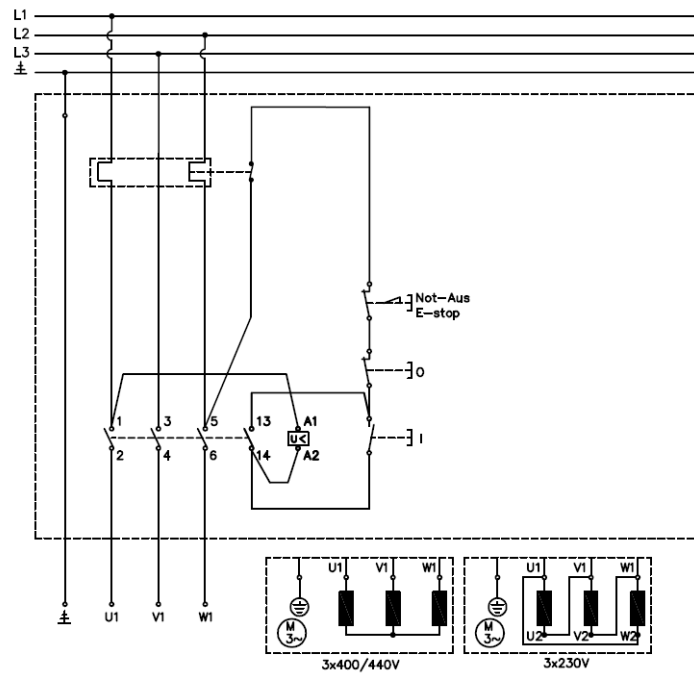 L1
L2
L3
Not-Aus
E-stop
O
1 3 5 13 A1
U< I
2 4 6 14 A2
U1 V1 W1 U1 V1 W1
U1 V1 W1
M
3~
M
3~
U2 V2 W2
3x400/440V 3x230V